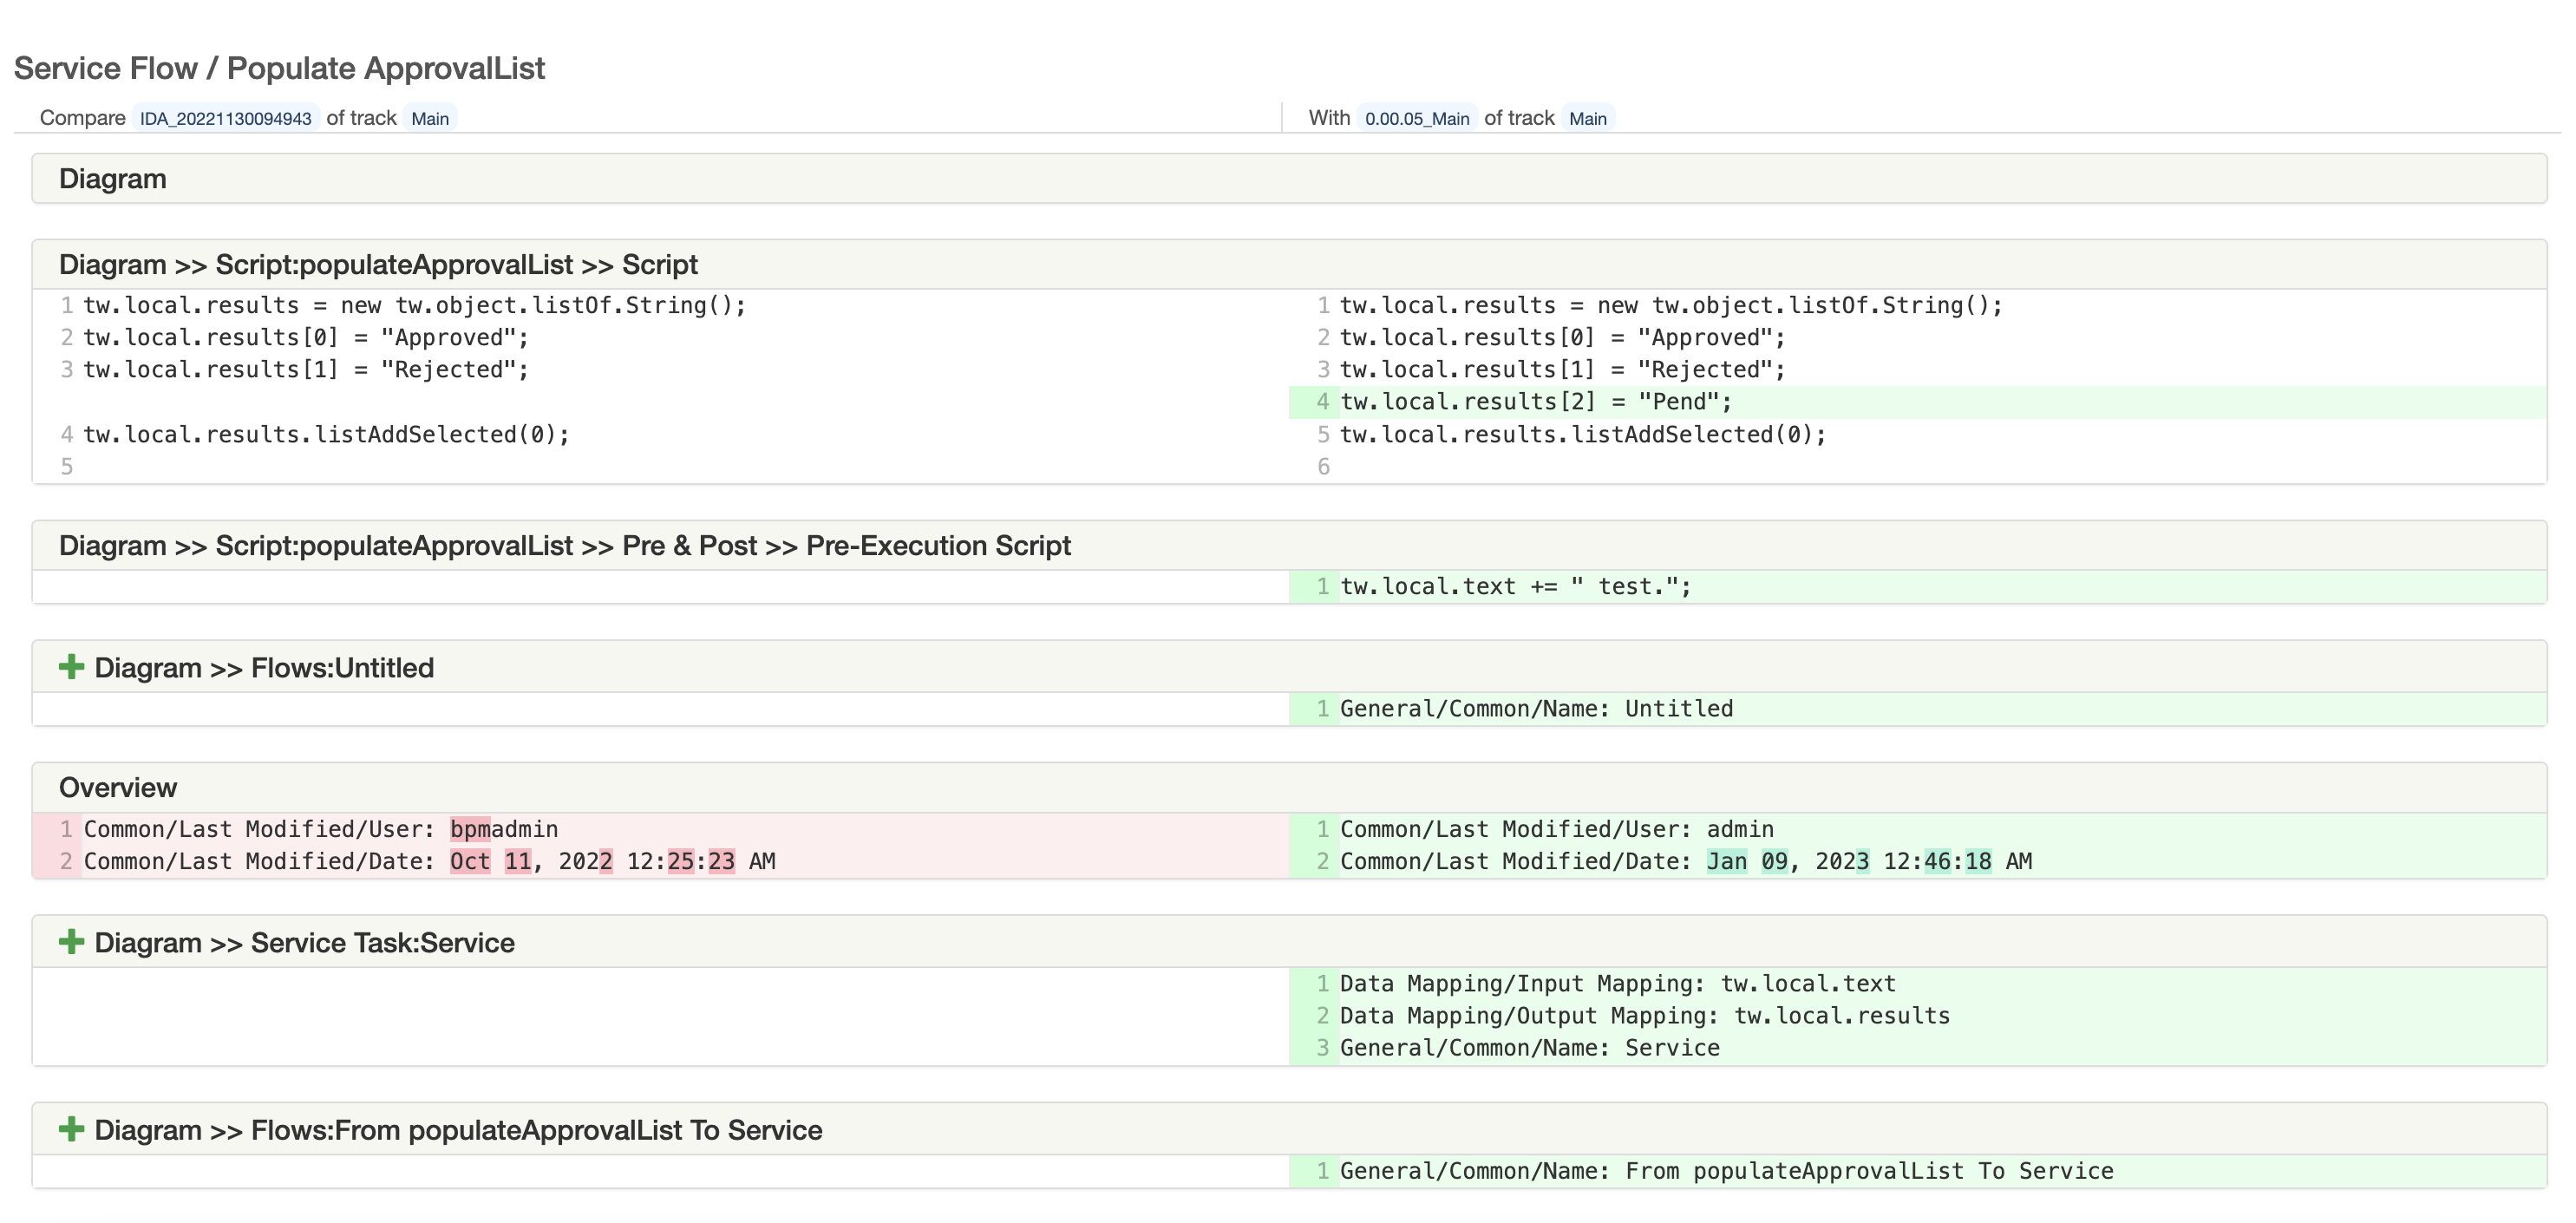 Service Flow / Populate ApprovalList
Compare IDA_20221130094943 of track Main
With 0.00.05_Main of track Main
Diagram
Diagram >> Script:populateApprovalList >> Script
1 tw.local.results = new tw.object.listOf.String();
2 tw.local.results[0] = "Approved";
3 tw.local.results[1] = "Rejected";
4 tw.local.results.listAddSelected(0);
5
1 tw.local.results = new tw.object.listOf.String();
2 tw.local.results[0] = "Approved";
3 tw.local.results[1] = "Rejected";
4 tw.local.results[2] = "Pend";
5 tw.local.results.listAddSelected(0);
6
Diagram >> Script:populateApprovalList >> Pre & Post >> Pre-Execution Script
1 tw.local.text += " test.";
Diagram >> Flows:Untitled
1 General/Common/Name: Untitled
Overview
1 Common/Last Modified/User: bpmadmin
2 Common/Last Modified/Date: Oct 11, 2022 12:25:23 AM
1 Common/Last Modified/User: admin
2 Common/Last Modified/Date: Jan 09, 2023 12:46:18 AM
Diagram >> Service Task:Service
1 Data Mapping/Input Mapping: tw.local.text
2 Data Mapping/Output Mapping: tw.local.results
3 General/Common/Name: Service
Diagram >> Flows:From populateApprovalList To Service
1 General/Common/Name: From populateApprovalList To Service